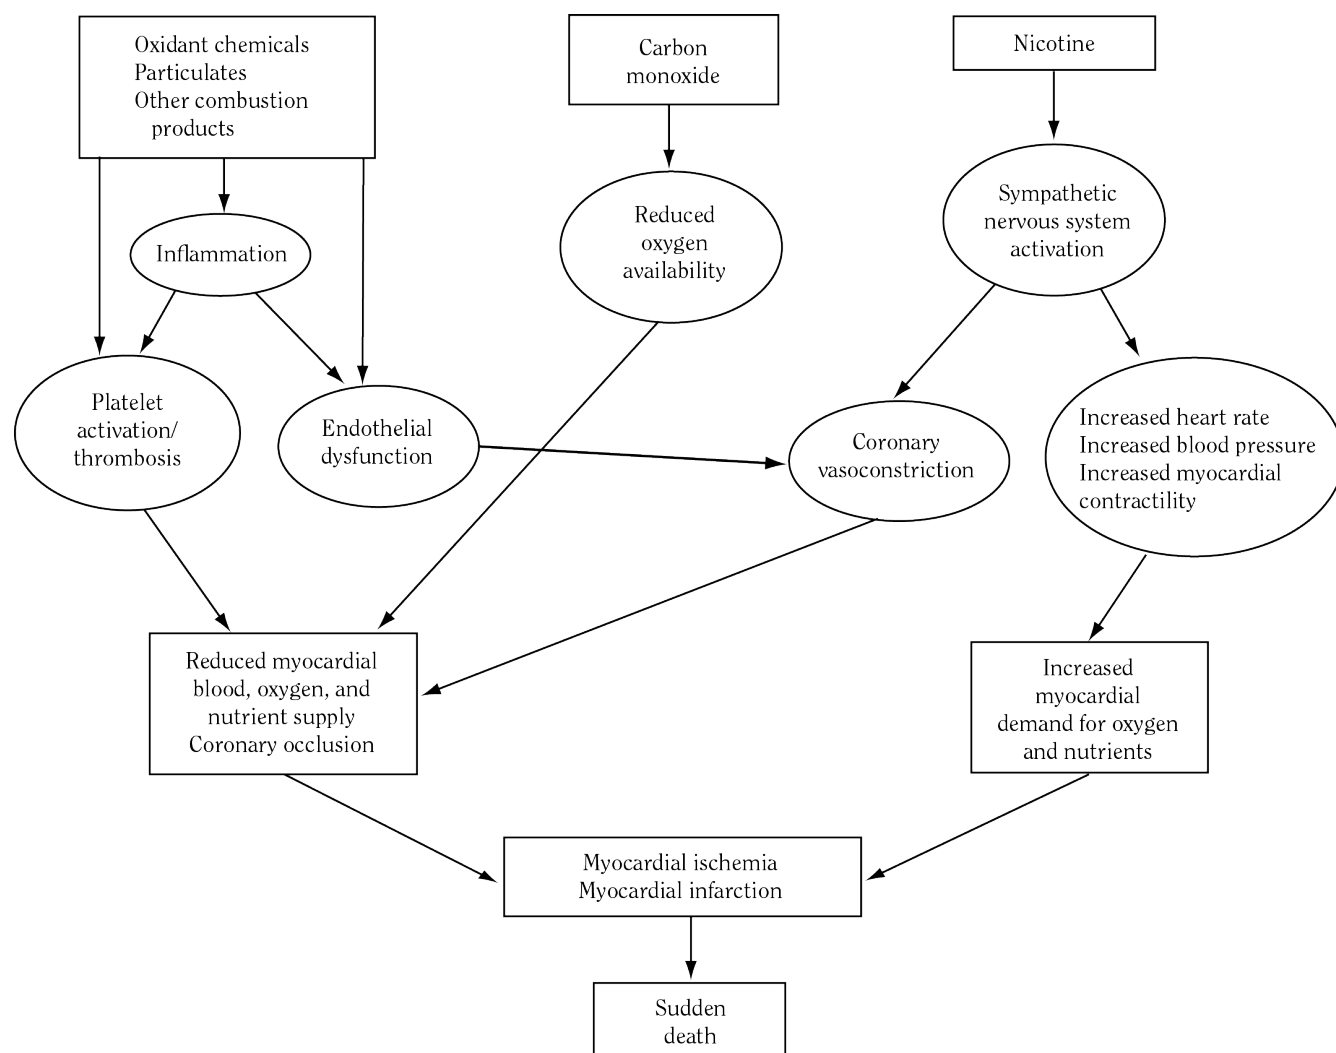 Oxidant chemicals
Particulates
Other combustion
products
Carbon
monoxide
Nicotine
Inflammation
Reduced
oxygen
availability
Sympathetic
nervous system
activation
Platelet
activation/
thrombosis
Endothelial
dysfunction
Coronary
vasoconstriction
Increased heart rate
Increased blood pressure
Increased myocardial
contractility
Reduced myocardial
blood, oxygen, and
nutrient supply
Coronary occlusion
Increased
myocardial
demand for oxygen
and nutrients
Myocardial ischemia
Myocardial infarction
Sudden
death